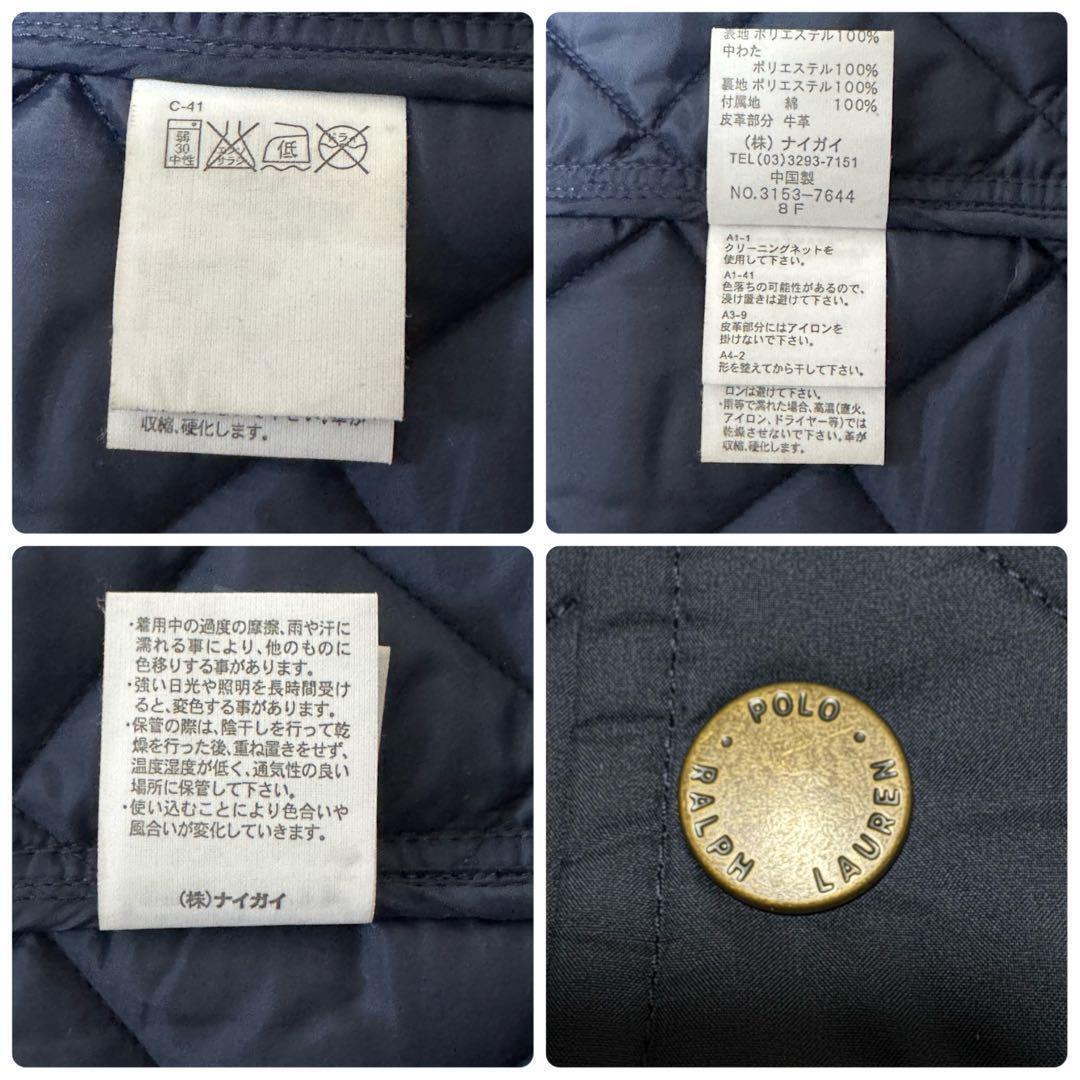 C-41
弱
30
中性
エンソ
サラシ
低
ドライ
収縮、硬化します。
表地 ポリエステル100%
中わた
ポリエステル100%
裏地 ポリエステル100%
付属地 綿 100%
皮革部分 牛革
(株) ナイガイ
TEL(03)3293-7151
中国製
NO.3153-7644
8F
A1-1
クリーニングネットを
使用して下さい。
A1-41
色落ちの可能性があるので、
浸け置きは避けて下さい。
A3-9
皮革部分にはアイロンを
掛けないで下さい。
A4-2
形を整えてから干して下さい。
ロンは避けて下さい。
・雨等で濡れた場合、高温(直火、
アイロン、ドライヤー等)では
乾燥させないで下さい。革が
収縮、硬化します。
・着用中の過度の摩擦、雨や汗に
濡れる事により、他のものに
色移りする事があります。
・強い日光や照明を長時間受け
ると、変色する事があります。
・保管の際は、陰干しを行って乾
燥を行った後、重ね置きをせず、
温度湿度が低く、通気性の良い
場所に保管して下さい。
・使い込むことにより色合いや
風合いが変化していきます。
(株)ナイガイ
POLO
RALPH LAUREN